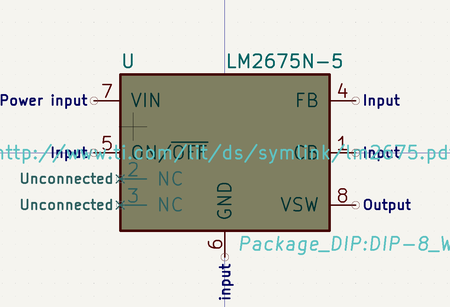 U LM2675N-5
Power input 7 VIN FB 4 Input
Input 5 ON/OFF CB 1 Input
http://www.ti.com/lit/ds/symlink/lm2675.pd
Unconnected 2 NC
Unconnected 3 NC
GND VSW 8 Output
6 Input
Package_DIP:DIP-8_W